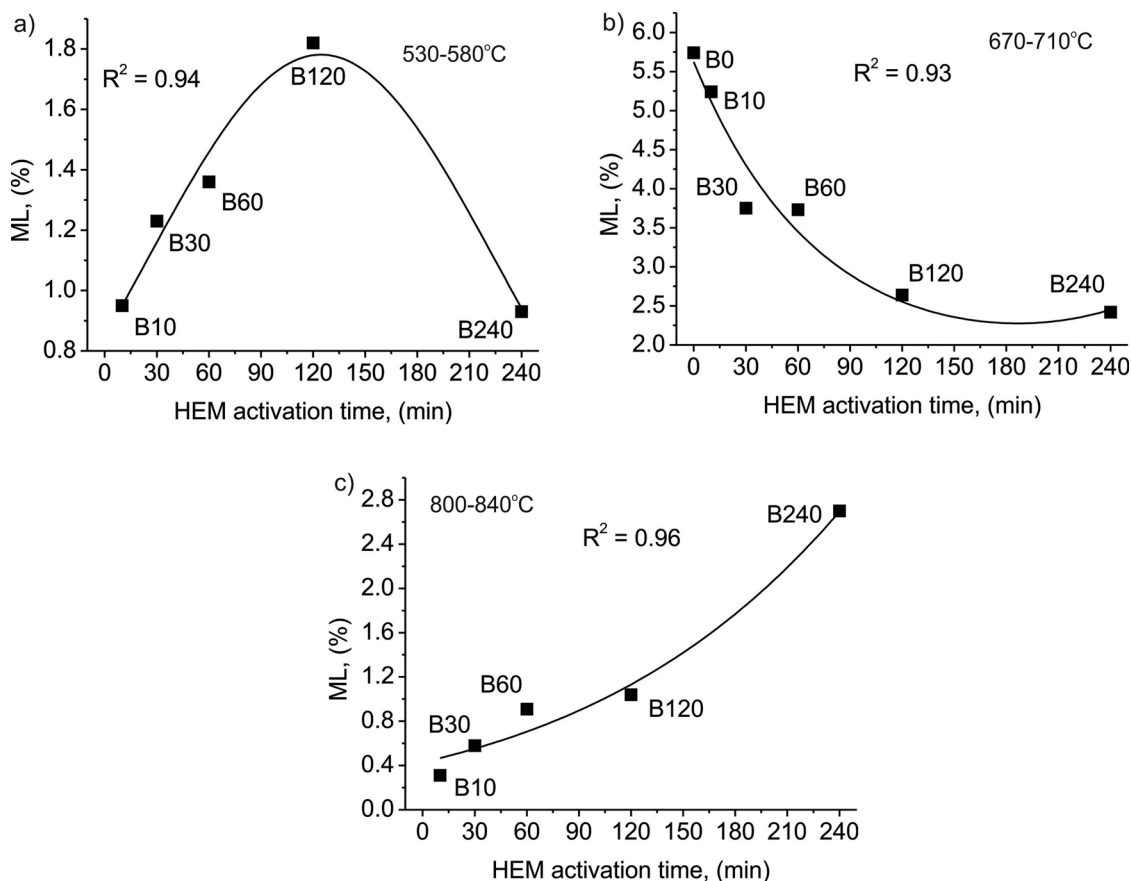 a)
530-580°C
R² = 0.94
ML, (%)
1.8
1.6
1.4
1.2
1.0
0.8
B120
B60
B30
B10
B240
0 30 60 90 120 150 180 210 240
HEM activation time, (min)
b)
670-710°C
R² = 0.93
ML, (%)
6.0
5.5
5.0
4.5
4.0
3.5
3.0
2.5
2.0
B0
B10
B30
B60
B120
B240
0 30 60 90 120 150 180 210 240
HEM activation time, (min)
c)
800-840°C
R² = 0.96
ML, (%)
2.8
2.4
2.0
1.6
1.2
0.8
0.4
0.0
B240
B60
B30
B120
B10
0 30 60 90 120 150 180 210 240
HEM activation time, (min)